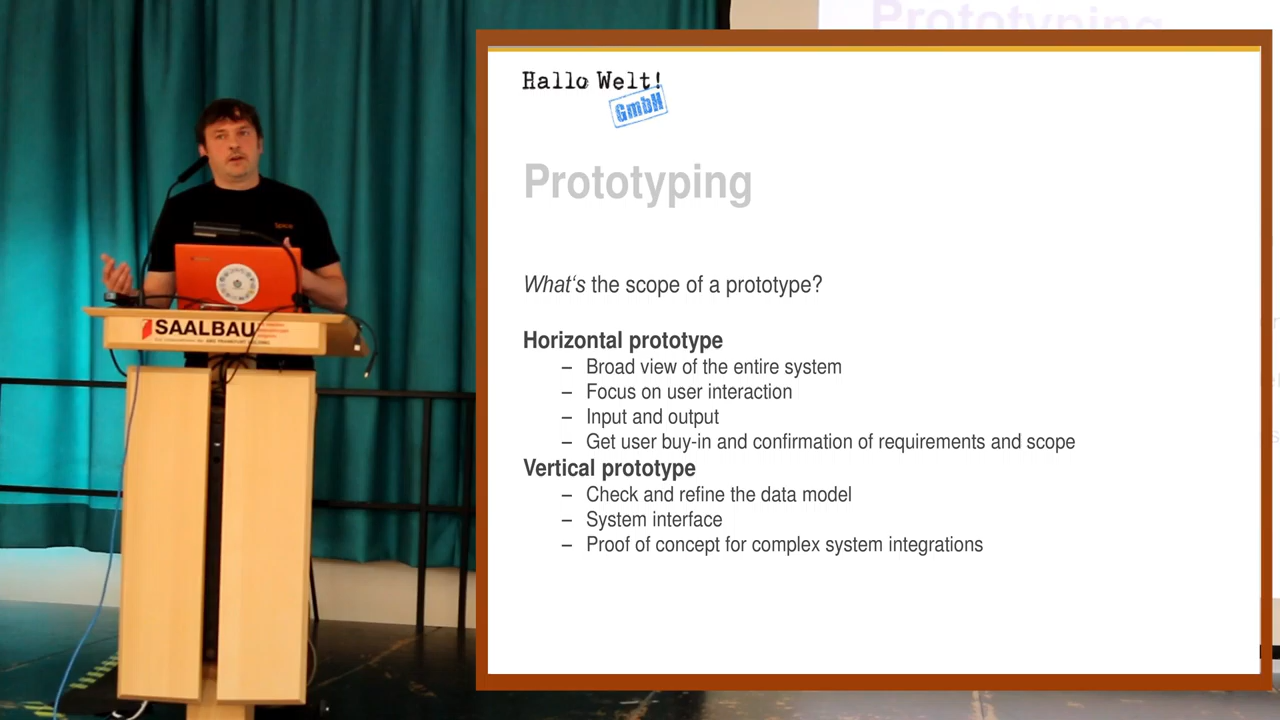 Prototyping
Hallo Welt!
GmbH
Prototyping
What's the scope of a prototype?
Horizontal prototype
– Broad view of the entire system
– Focus on user interaction
– Input and output
– Get user buy-in and confirmation of requirements and scope
Vertical prototype
– Check and refine the data model
– System interface
– Proof of concept for complex system integrations
SAALBAU